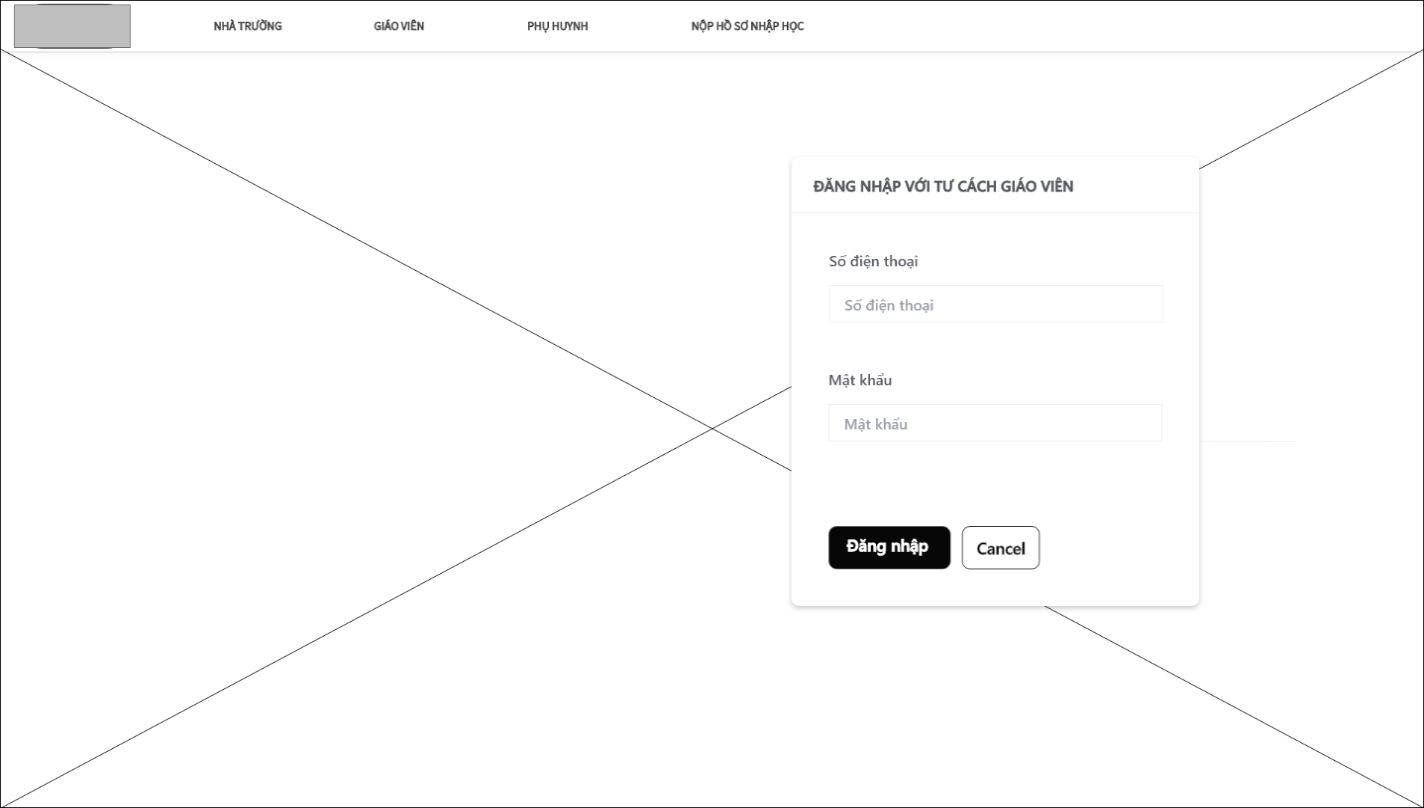 NHÀ TRƯỜNG GIÁO VIÊN PHỤ HUYNH NỘP HỒ SƠ NHẬP HỌC
ĐĂNG NHẬP VỚI TƯ CÁCH GIÁO VIÊN
Số điện thoại
Số điện thoại
Mật khẩu
Mật khẩu
Đăng nhập Cancel